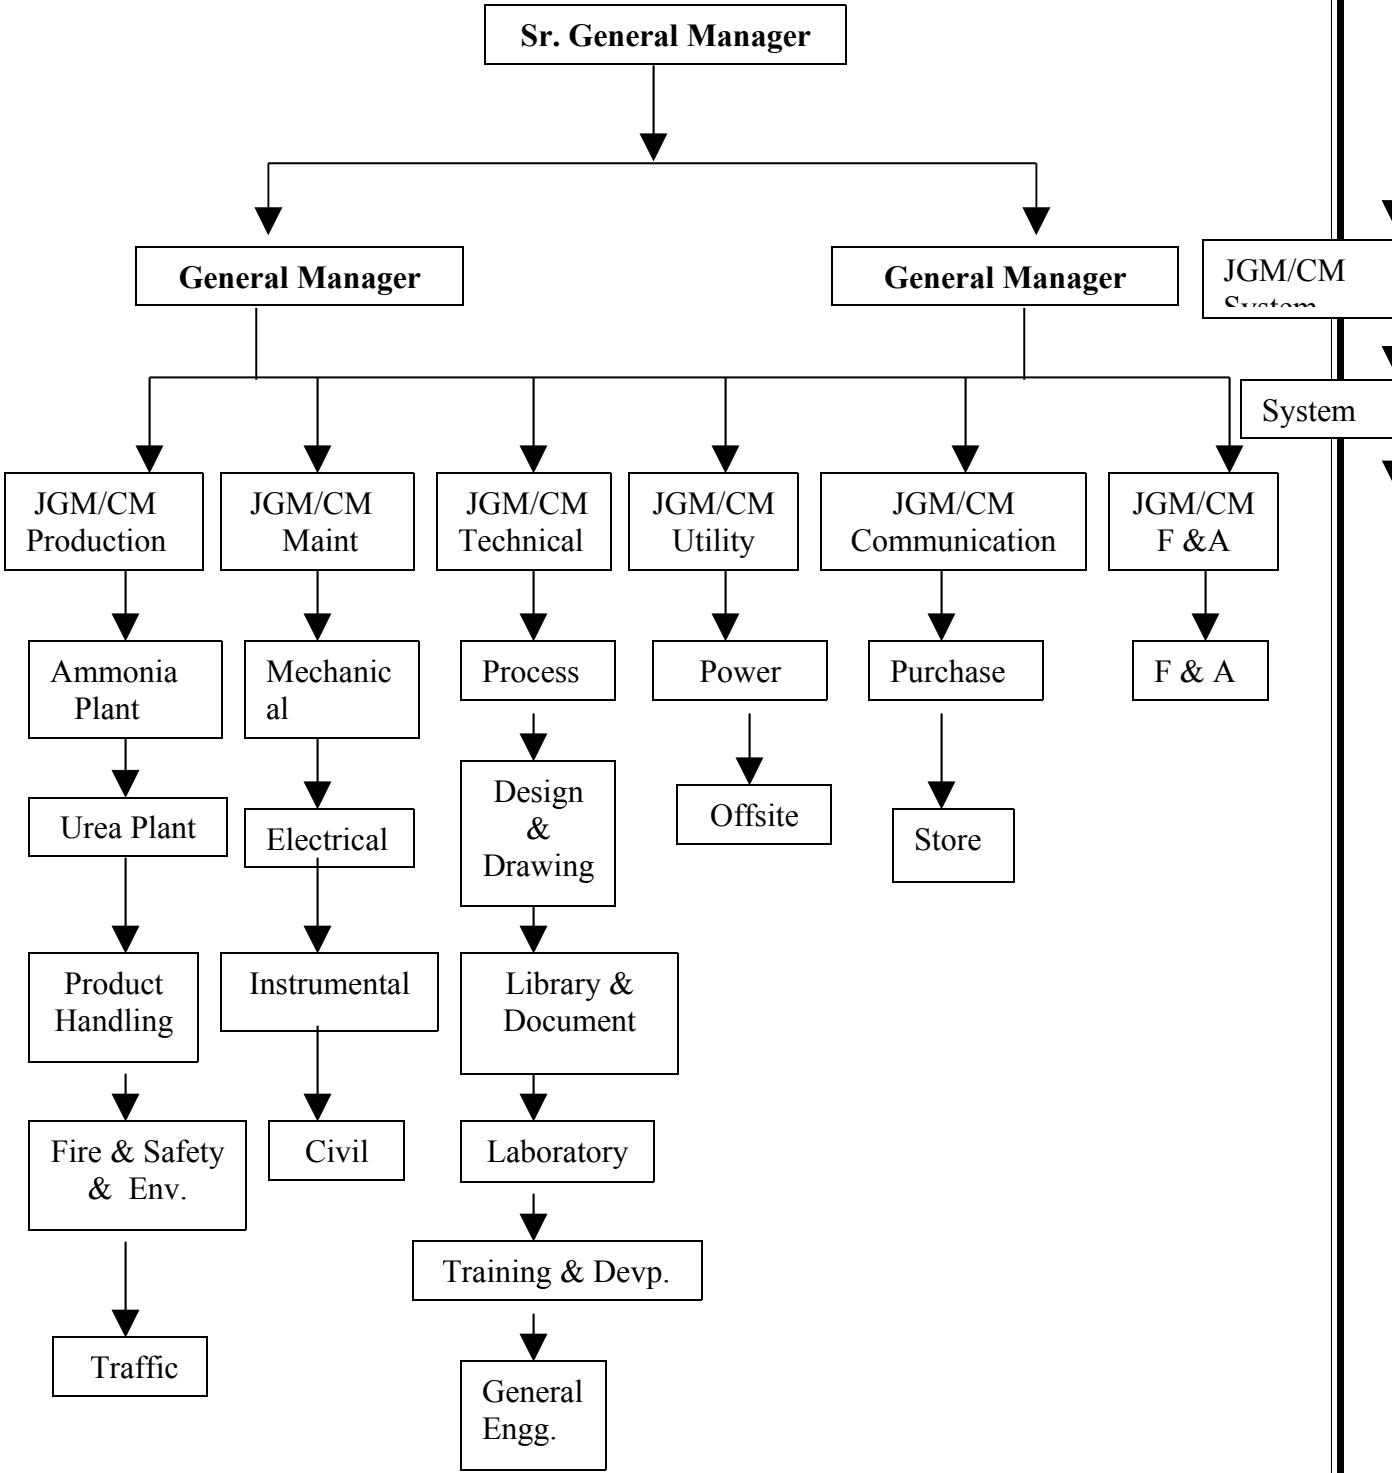 Sr. General Manager
General Manager
General Manager
JGM/CM
System
System
JGM/CM
Production
JGM/CM
Maint
JGM/CM
Technical
JGM/CM
Utility
JGM/CM
Communication
JGM/CM
F &A
Ammonia
Plant
Mechanic
al
Process
Power
Purchase
F & A
Urea Plant
Electrical
Design
&
Drawing
Offsite
Store
Product
Handling
Instrumental
Library &
Document
Fire & Safety
& Env.
Civil
Laboratory
Training & Devp.
Traffic
General
Engg.